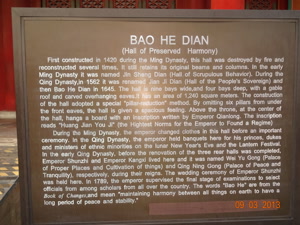 BAO HE DIAN
(Hall of Preserved Harmony)
First constructed in 1420 during the Ming Dynasty, this hall was destroyed by fire and
reconstructed several times. It still retains its original beams and columns. In the early
Ming Dynasty it was named Jin Shen Dian (Hall of Scrupulous Behavior). During the
Qing Dynasty, in 1562 it was renamed Jian Ji Dian (Hall of the People's Sovereign) and
then Bao He Dian in 1645. The hall is nine bays wide, and four bays deep, with a gable
roof and carved overhanging eaves. It has an area of 1,240 square meters. The construction
of the hall adopted a special "pillar-reduction" method. By omitting six pillars from under
the front eaves, the hall is given a spacious feeling. Above the throne, at the center of
the hall, hangs a board with an inscription written by Emperor Qianlong. The inscription
reads "Huang Jian You Ji" (the Highest Norms for the Emperor to Found a Regime)
During the Ming Dynasty, the emperor changed clothes in this hall before an important
ceremony. In the Qing Dynasty, the emperor held banquets here for his princes, dukes
and ministers of ethnic minorities on the lunar New Year's Eve and the Lantern Festival.
In the early Qing Dynasty, before the renovation of the three rear halls was completed,
Emperor Shunzhi and Emperor Kangxi lived here and it was named Wei Yu Gong (Palace
of Proper Places and Cultivation of things) and Qing Ning Gong (Palace of Peace and
Tranquility), respectively, during their reigns. The wedding ceremony of Emperor Shunzhi
was held here. In 1789, the emperor supervised the final stage of examinations to select
officials from among scholars from all over the country. The words "Bao He" are from the
Book of Changes, and mean "maintaining harmony between all things on earth to have a
long period of peace and stability."
09 03 2013